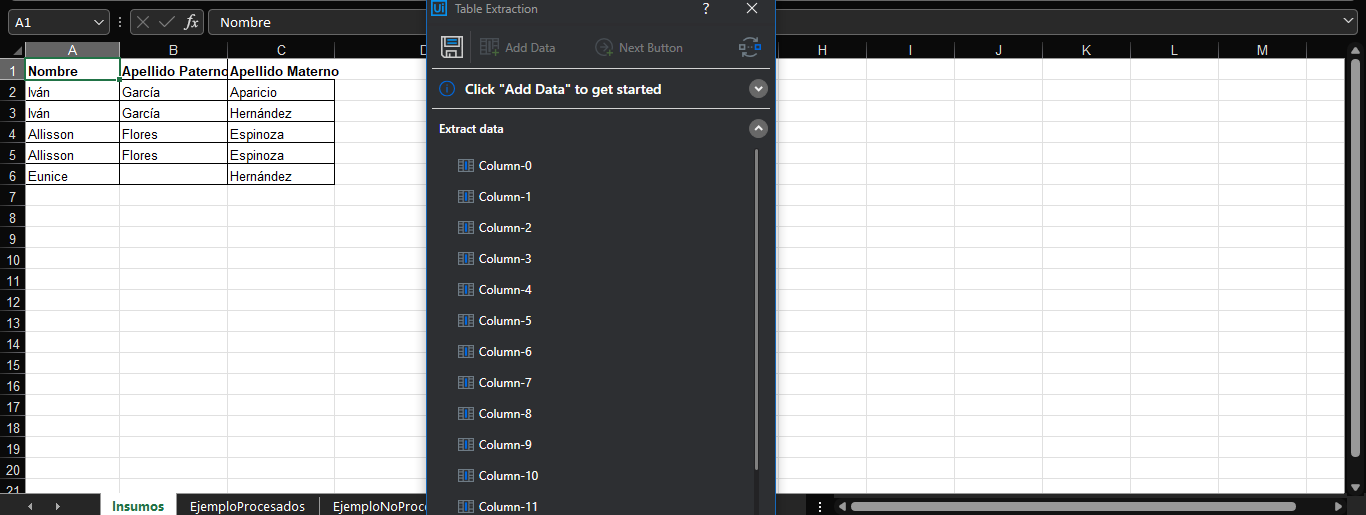 A1 fx Nombre
A B C D H I J K L M
1 Nombre Apellido Paterno Apellido Materno
2 Iván García Aparicio
3 Iván García Hernández
4 Allisson Flores Espinoza
5 Allisson Flores Espinoza
6 Eunice Hernández
7
8
9
10
11
12
13
14
15
16
17
18
19
20
21
Insumos EjemploProcesados EjemploNoProce
Ui Table Extraction ?
Add Data Next Button
Click "Add Data" to get started
Extract data
Column-0
Column-1
Column-2
Column-3
Column-4
Column-5
Column-6
Column-7
Column-8
Column-9
Column-10
Column-11